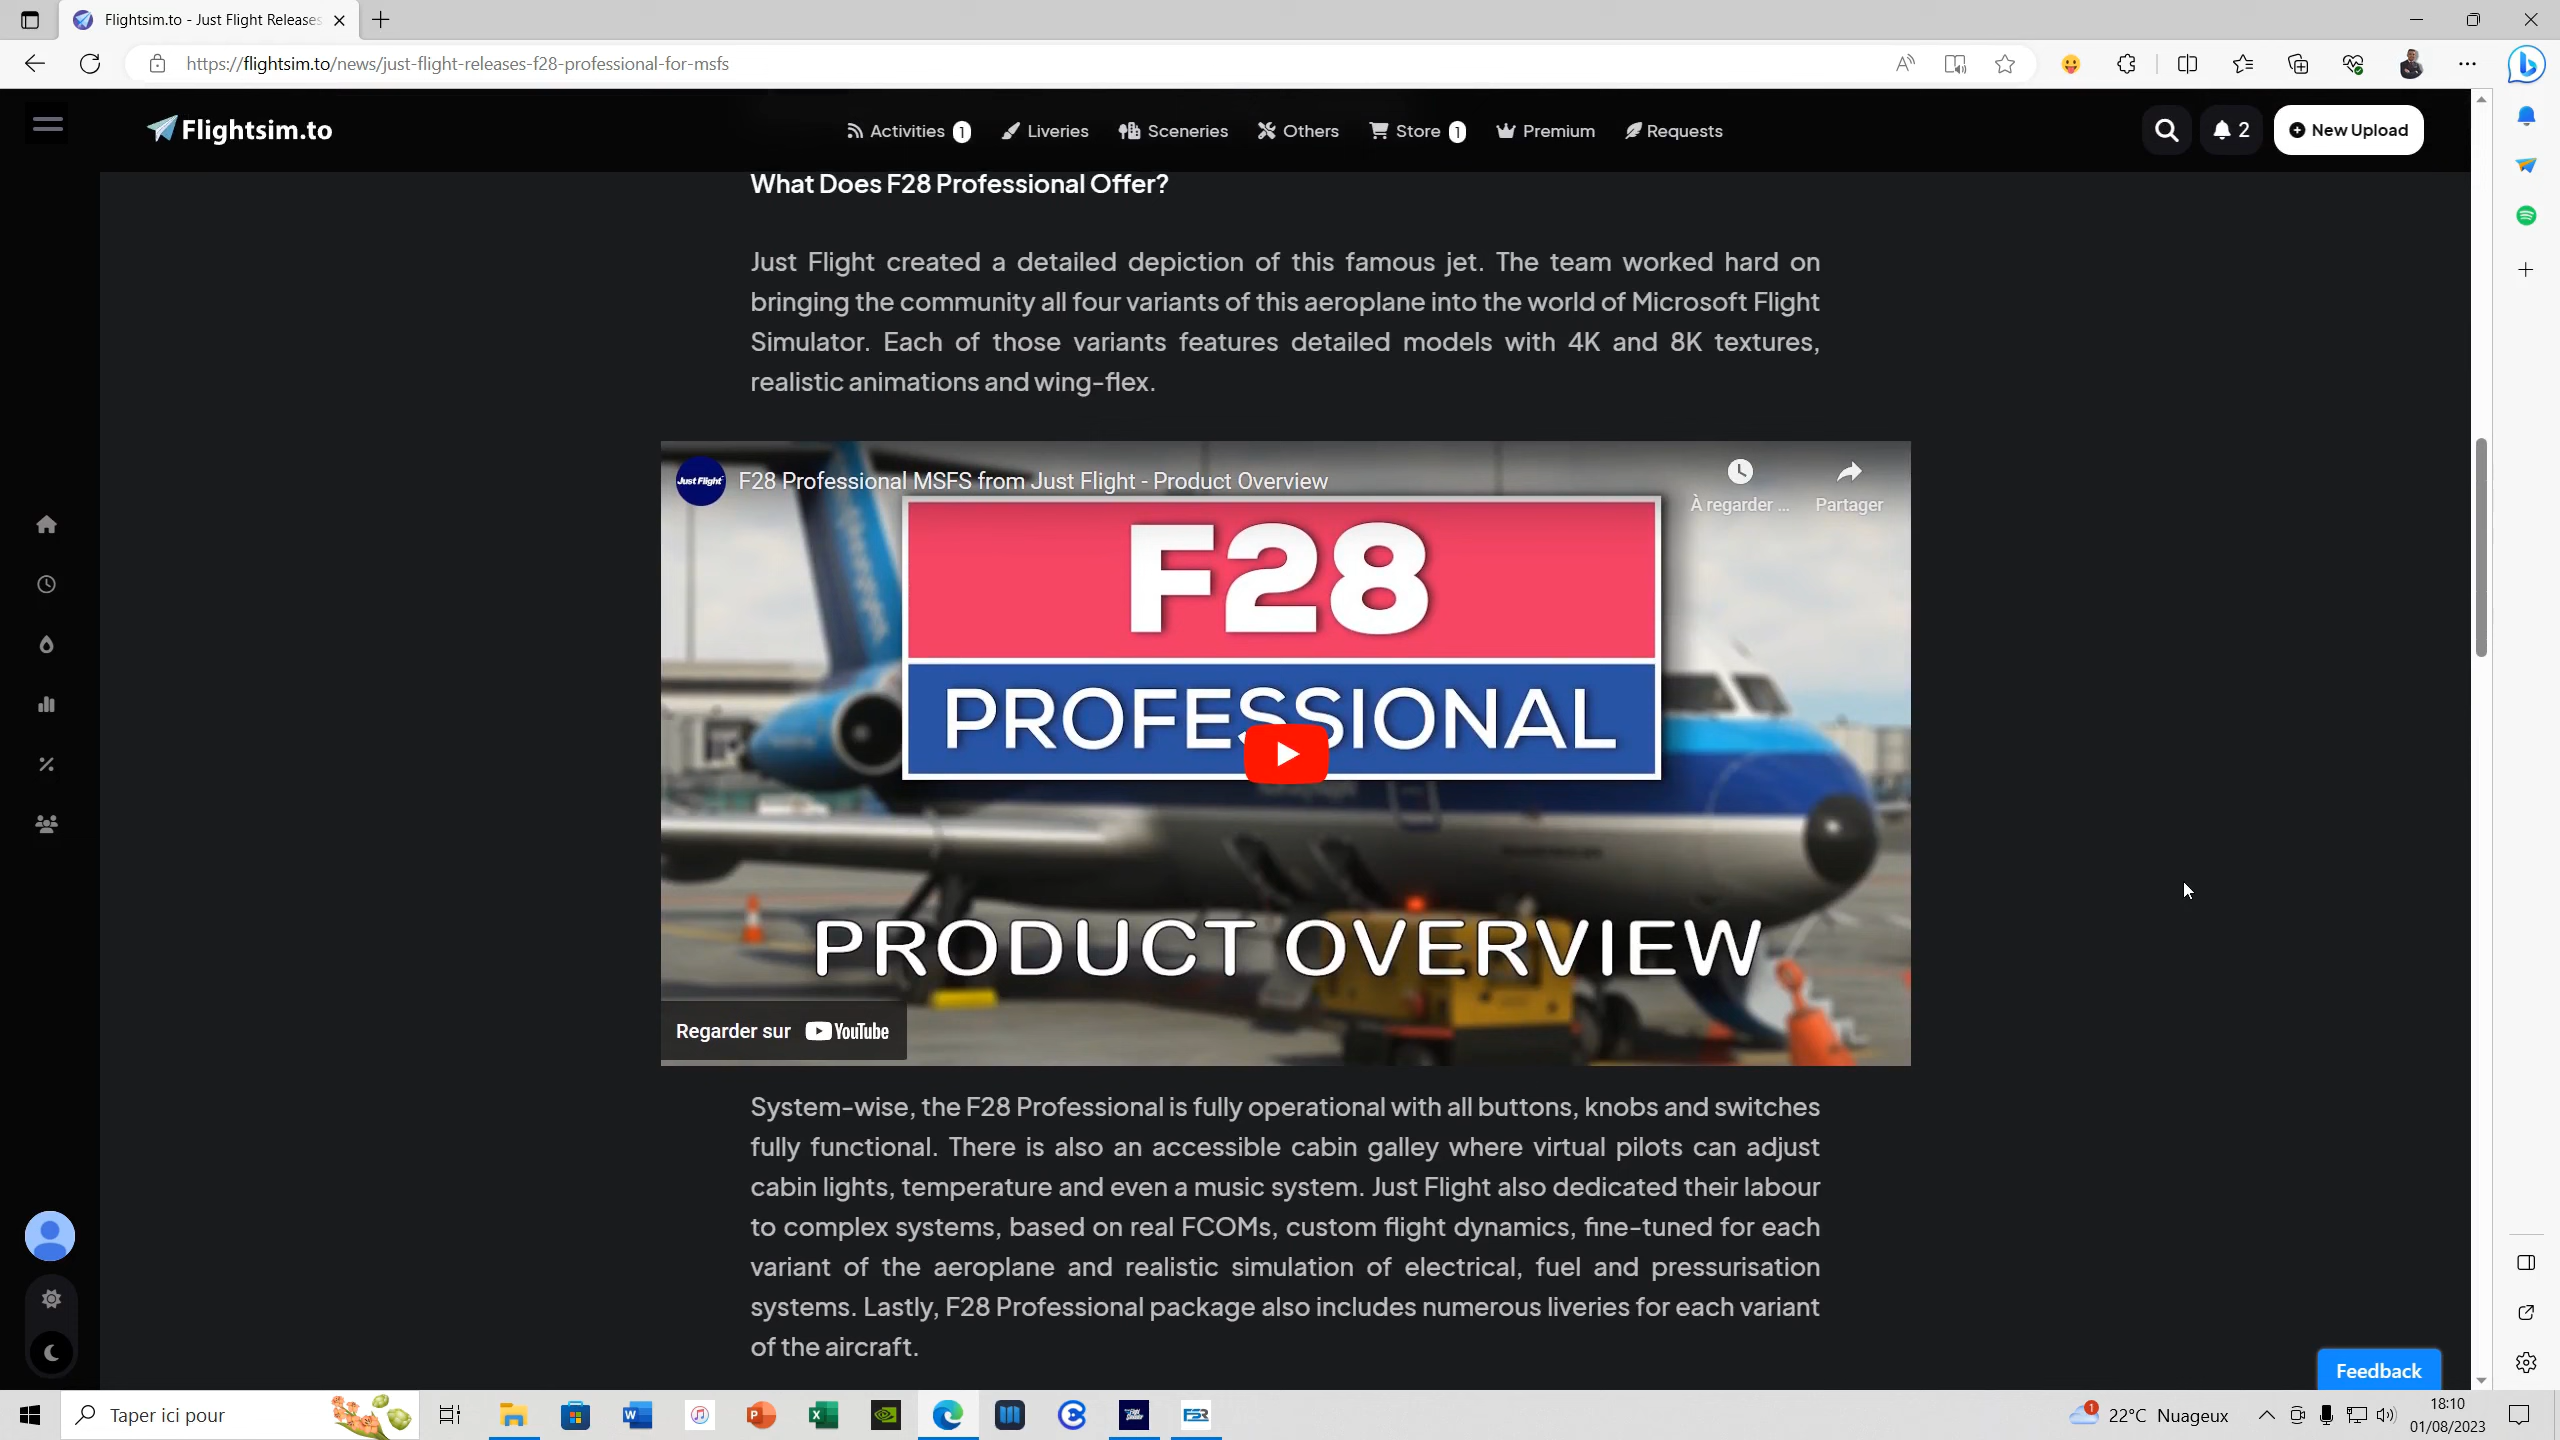 Flightsim.to - Just Flight Releases
https://flightsim.to/news/just-flight-releases-f28-professional-for-msfs
Flightsim.to
Activities 1
Liveries
Sceneries
Others
Store 1
Premium
Requests
2
New Upload
What Does F28 Professional Offer?
Just Flight created a detailed depiction of this famous jet. The team worked hard on
bringing the community all four variants of this aeroplane into the world of Microsoft Flight
Simulator. Each of those variants features detailed models with 4K and 8K textures,
realistic animations and wing-flex.
Just Flight
F28 Professional MSFS from Just Flight - Product Overview
À regarder ...
Partager
F28
PROFESSIONAL
PRODUCT OVERVIEW
Regarder sur YouTube
System-wise, the F28 Professional is fully operational with all buttons, knobs and switches
fully functional. There is also an accessible cabin galley where virtual pilots can adjust
cabin lights, temperature and even a music system. Just Flight also dedicated their labour
to complex systems, based on real FCOMs, custom flight dynamics, fine-tuned for each
variant of the aeroplane and realistic simulation of electrical, fuel and pressurisation
systems. Lastly, F28 Professional package also includes numerous liveries for each variant
of the aircraft.
Feedback
Taper ici pour
1
22°C Nuageux
18:10
01/08/2023